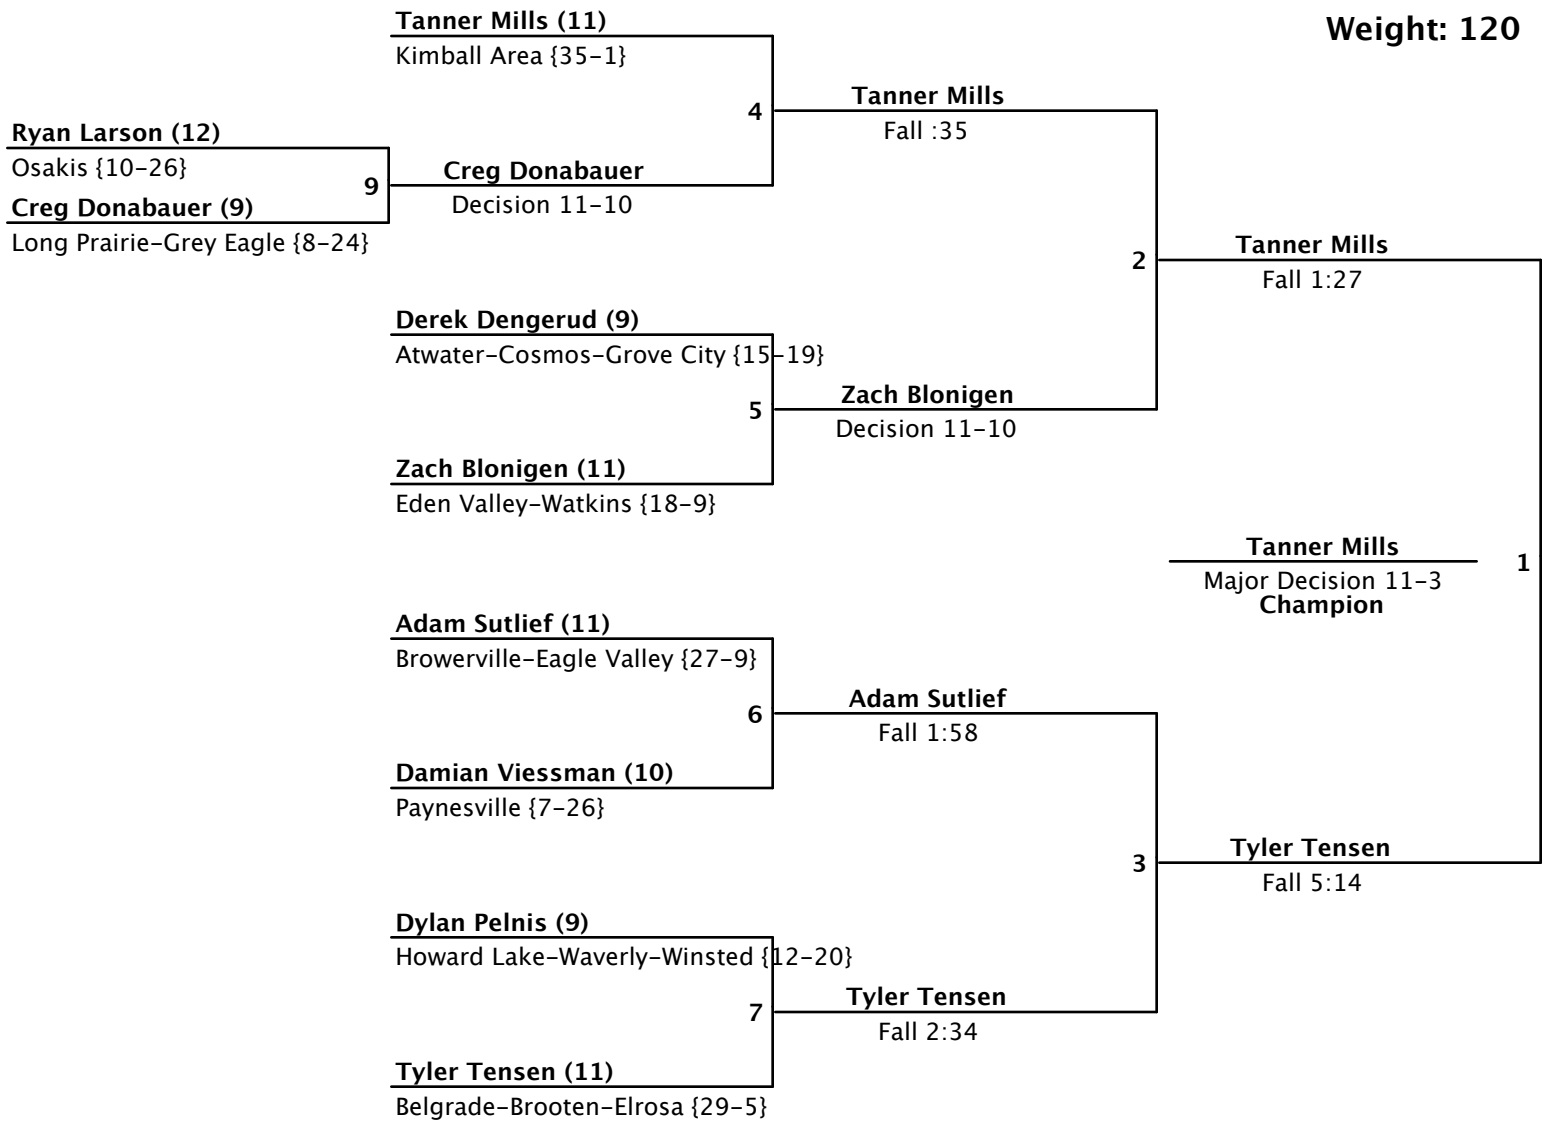 Weight: 120
Tanner Mills (11)
Kimball Area {35-1}
4
Tanner Mills
Fall :35
Ryan Larson (12)
Osakis {10-26}
9
Creg Donabauer
Decision 11-10
Creg Donabauer (9)
Long Prairie-Grey Eagle {8-24}
2
Tanner Mills
Fall 1:27
Derek Dengerud (9)
Atwater-Cosmos-Grove City {15-19}
5
Zach Blonigen
Decision 11-10
Zach Blonigen (11)
Eden Valley-Watkins {18-9}
Tanner Mills
Major Decision 11-3
Champion
1
Adam Sutlief (11)
Browerville-Eagle Valley {27-9}
6
Adam Sutlief
Fall 1:58
Damian Viessman (10)
Paynesville {7-26}
3
Tyler Tensen
Fall 5:14
Dylan Pelnis (9)
Howard Lake-Waverly-Winsted {12-20}
7
Tyler Tensen
Fall 2:34
Tyler Tensen (11)
Belgrade-Brooten-Elrosa {29-5}